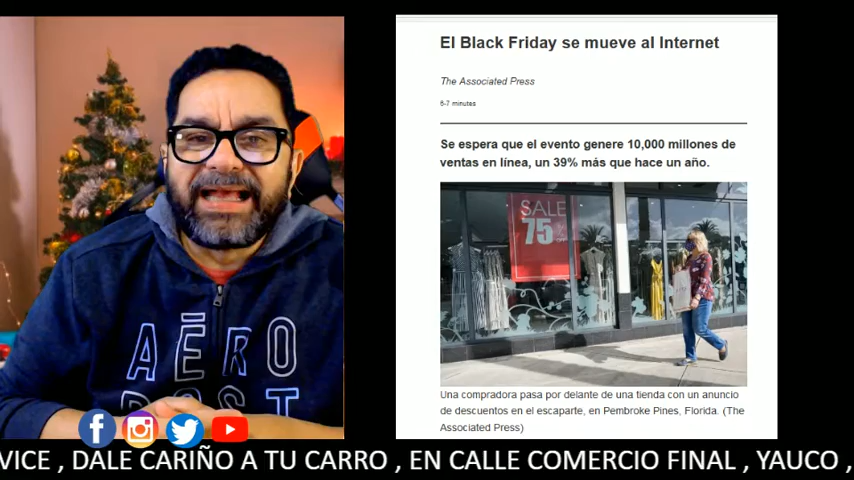 El Black Friday se mueve al Internet
The Associated Press
6-7 minutas
Se espera que el evento genere 10,000 millones de
ventas en línea, un 39% más que hace un año.
SALE
75
Una compradora pasa por delante de una tienda con un anuncio
de descuentos en el escaparte, en Pembroke Pines, Florida. (The
Associated Press)
AĒRO
POST
VICE , DALE CARIÑO A TU CARRO , EN CALLE COMERCIO FINAL , YAUCO ,